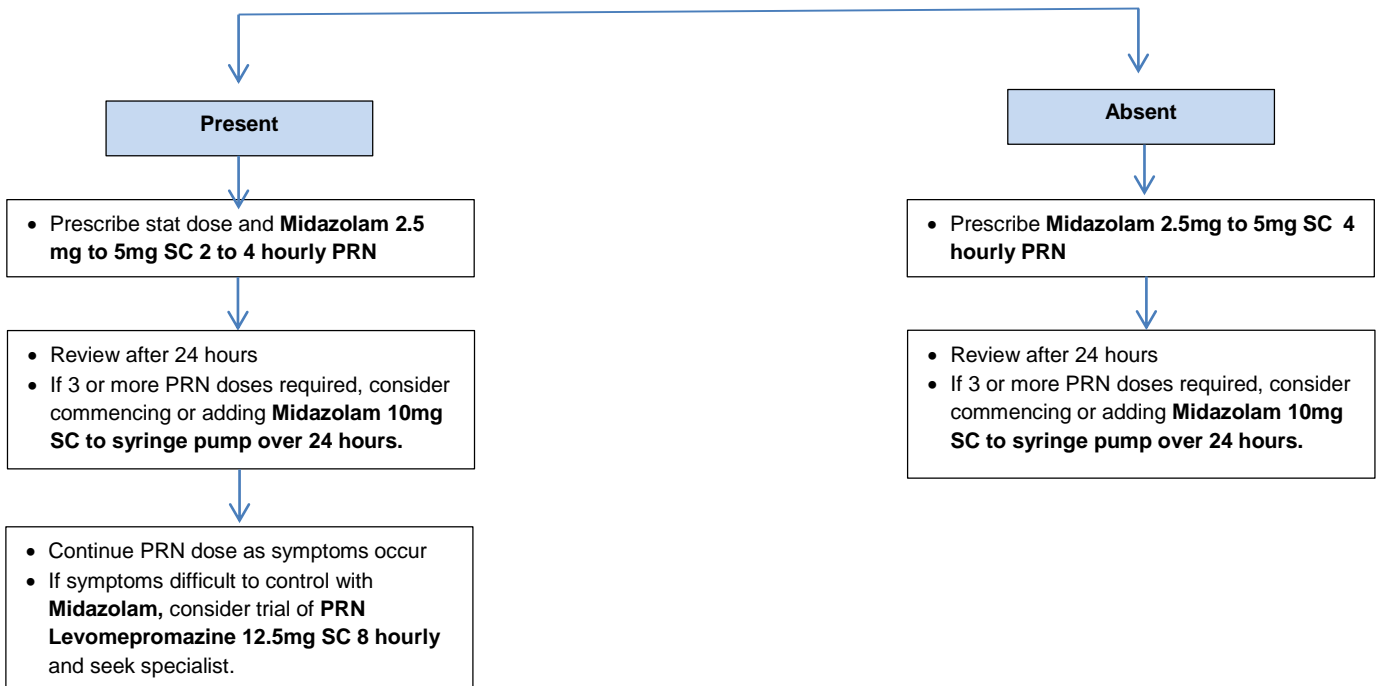 Present
• Prescribe stat dose and Midazolam 2.5
mg to 5mg SC 2 to 4 hourly PRN
• Review after 24 hours
• If 3 or more PRN doses required, consider
commencing or adding Midazolam 10mg
SC to syringe pump over 24 hours.
• Continue PRN dose as symptoms occur
• If symptoms difficult to control with
Midazolam, consider trial of PRN
Levomepromazine 12.5mg SC 8 hourly
and seek specialist.
Absent
• Prescribe Midazolam 2.5mg to 5mg SC 4
hourly PRN
• Review after 24 hours
• If 3 or more PRN doses required, consider
commencing or adding Midazolam 10mg
SC to syringe pump over 24 hours.